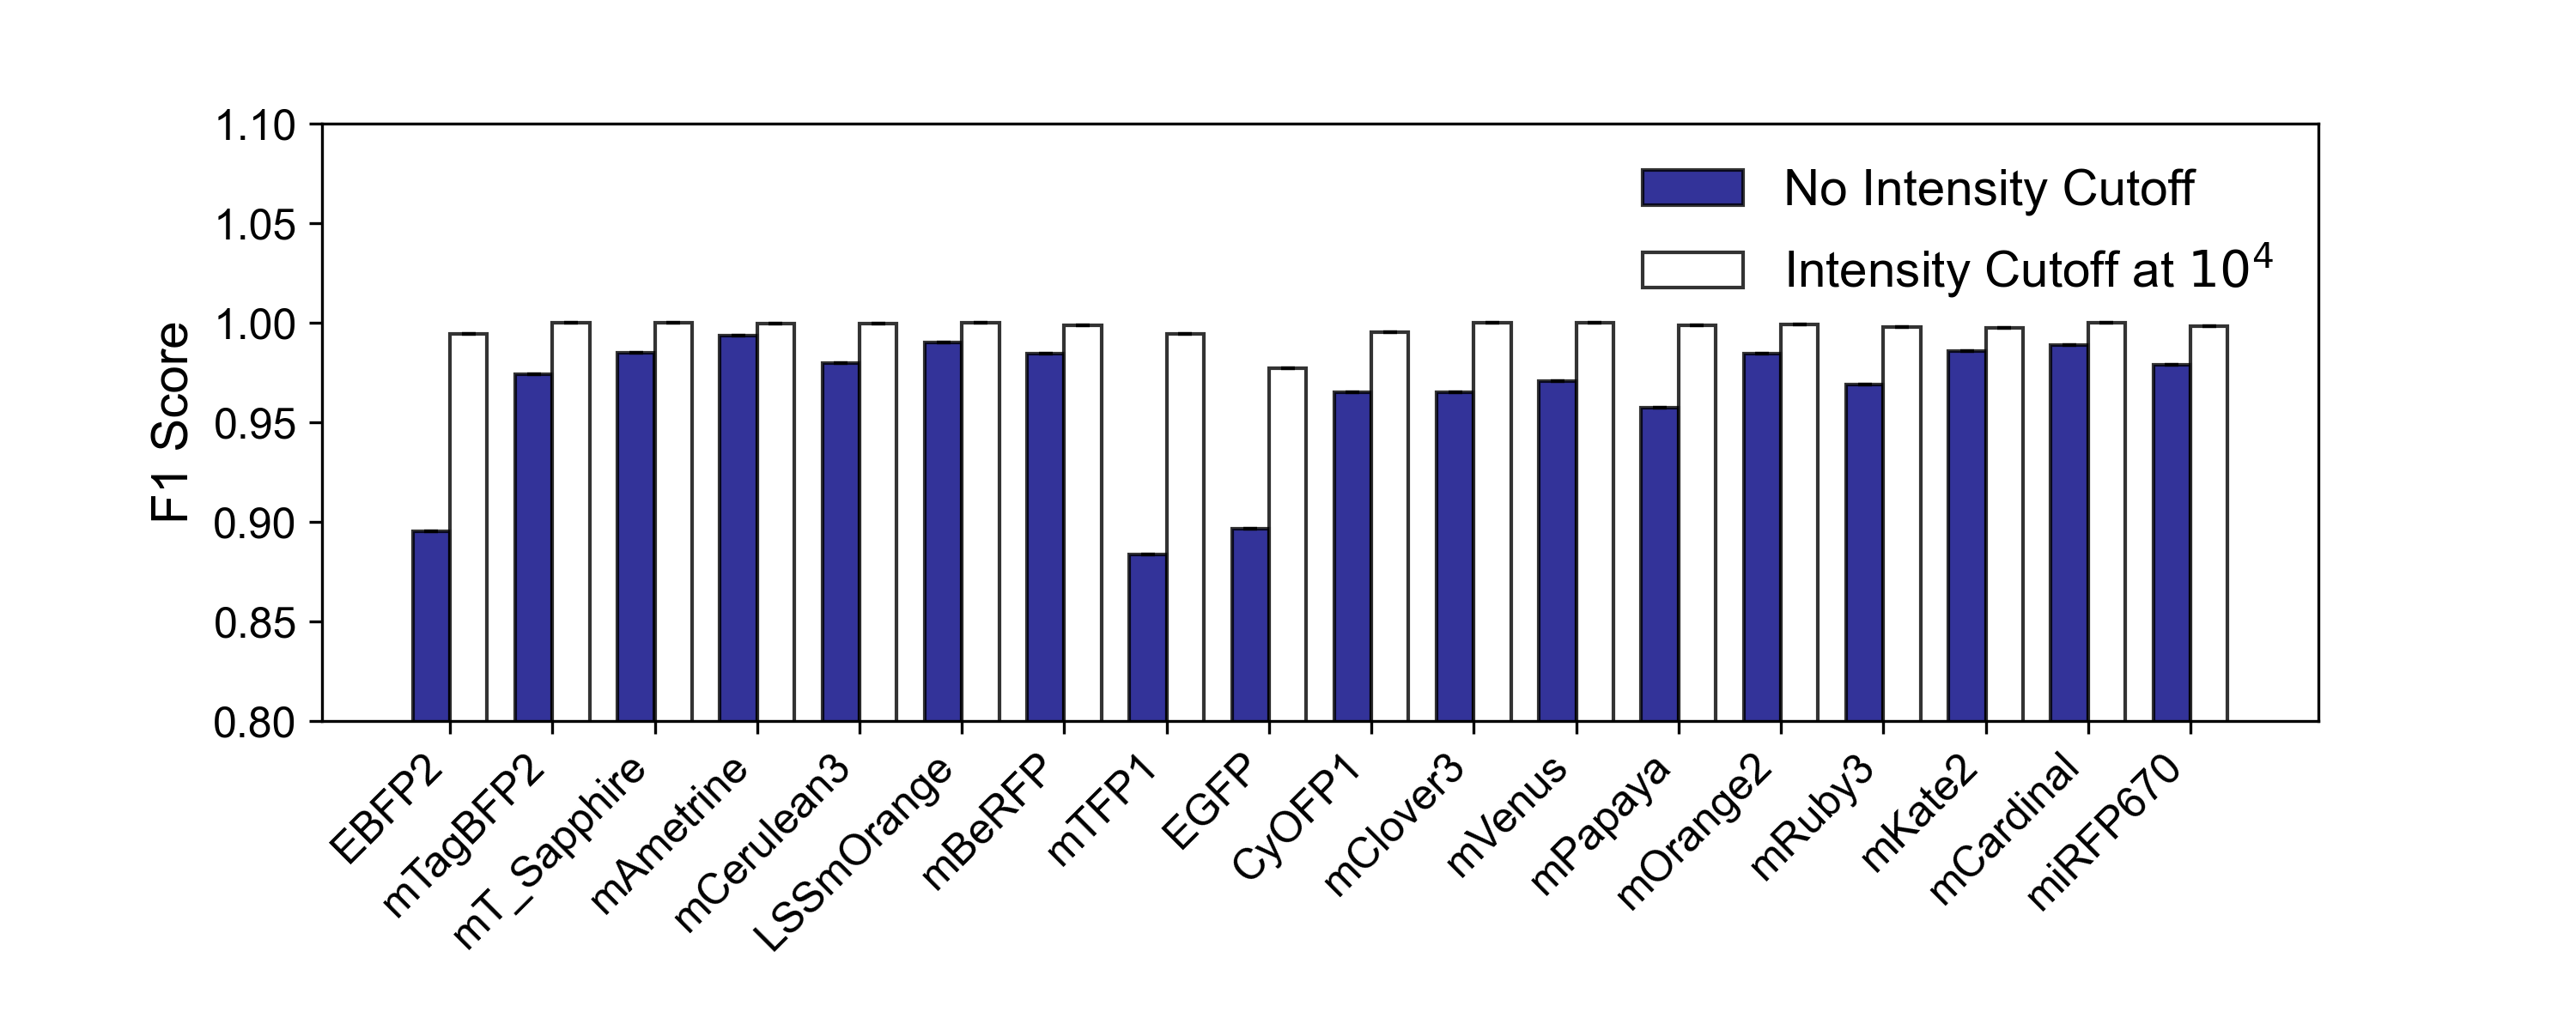 1.10
1.05
1.00
0.95
0.90
0.85
0.80
F1 Score
No Intensity Cutoff
Intensity Cutoff at 10⁴
EBFP2
mTagBFP2
mT_Sapphire
mAmetrine
mCerulean3
LSSmOrange
mBeRFP
mTFP1
EGFP
CyOFP1
mClover3
mVenus
mPapaya
mOrange2
mRuby3
mKate2
mCardinal
miRFP670